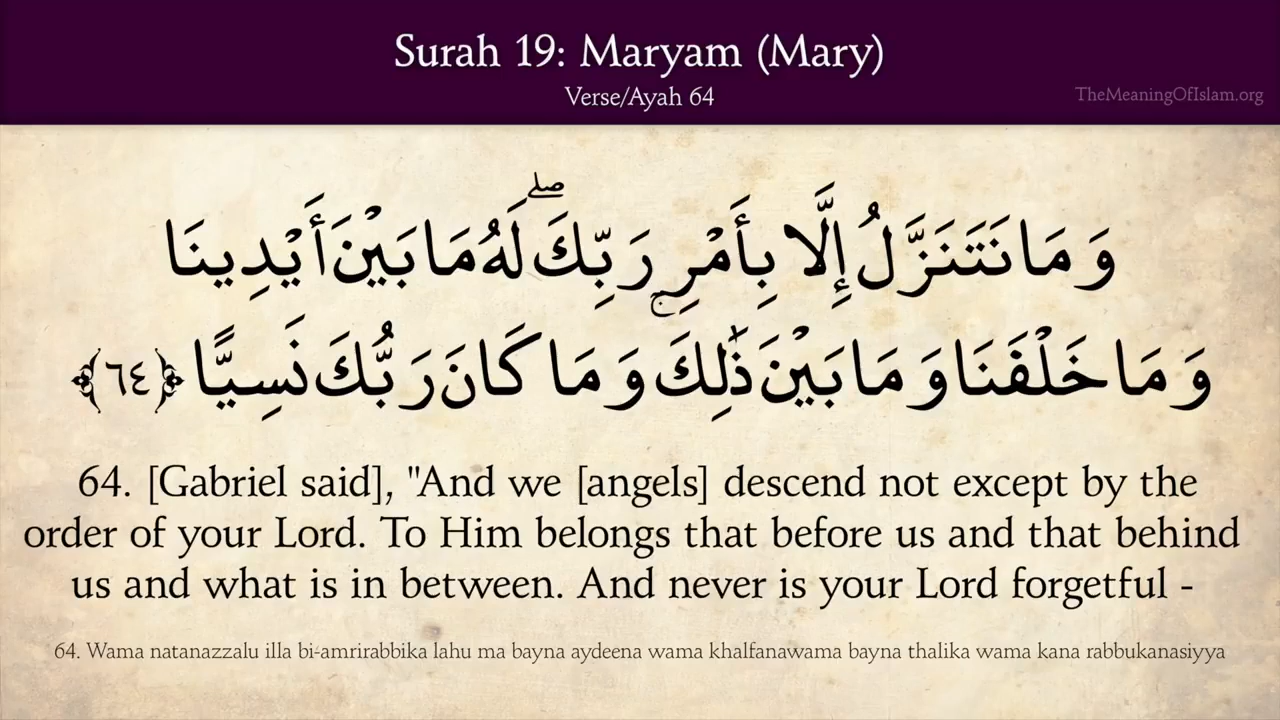 Surah 19: Maryam (Mary)
Verse/Ayah 64
TheMeaningOfIslam.org
وَمَا نَتَنَزَّلُ إِلَّا بِأَمْرِ رَبِّكَ ۖ لَهُ مَا بَيْنَ أَيْدِينَا
وَمَا خَلْفَنَا وَمَا بَيْنَ ذَٰلِكَ ۚ وَمَا كَانَ رَبُّكَ نَسِيًّا ﴿٦٤﴾
64. [Gabriel said], "And we [angels] descend not except by the
order of your Lord. To Him belongs that before us and that behind
us and what is in between. And never is your Lord forgetful -
64. Wama natanazzalu illa bi-amrirabbika lahu ma bayna aydeena wama khalfanawama bayna thalika wama kana rabbukanasiyya